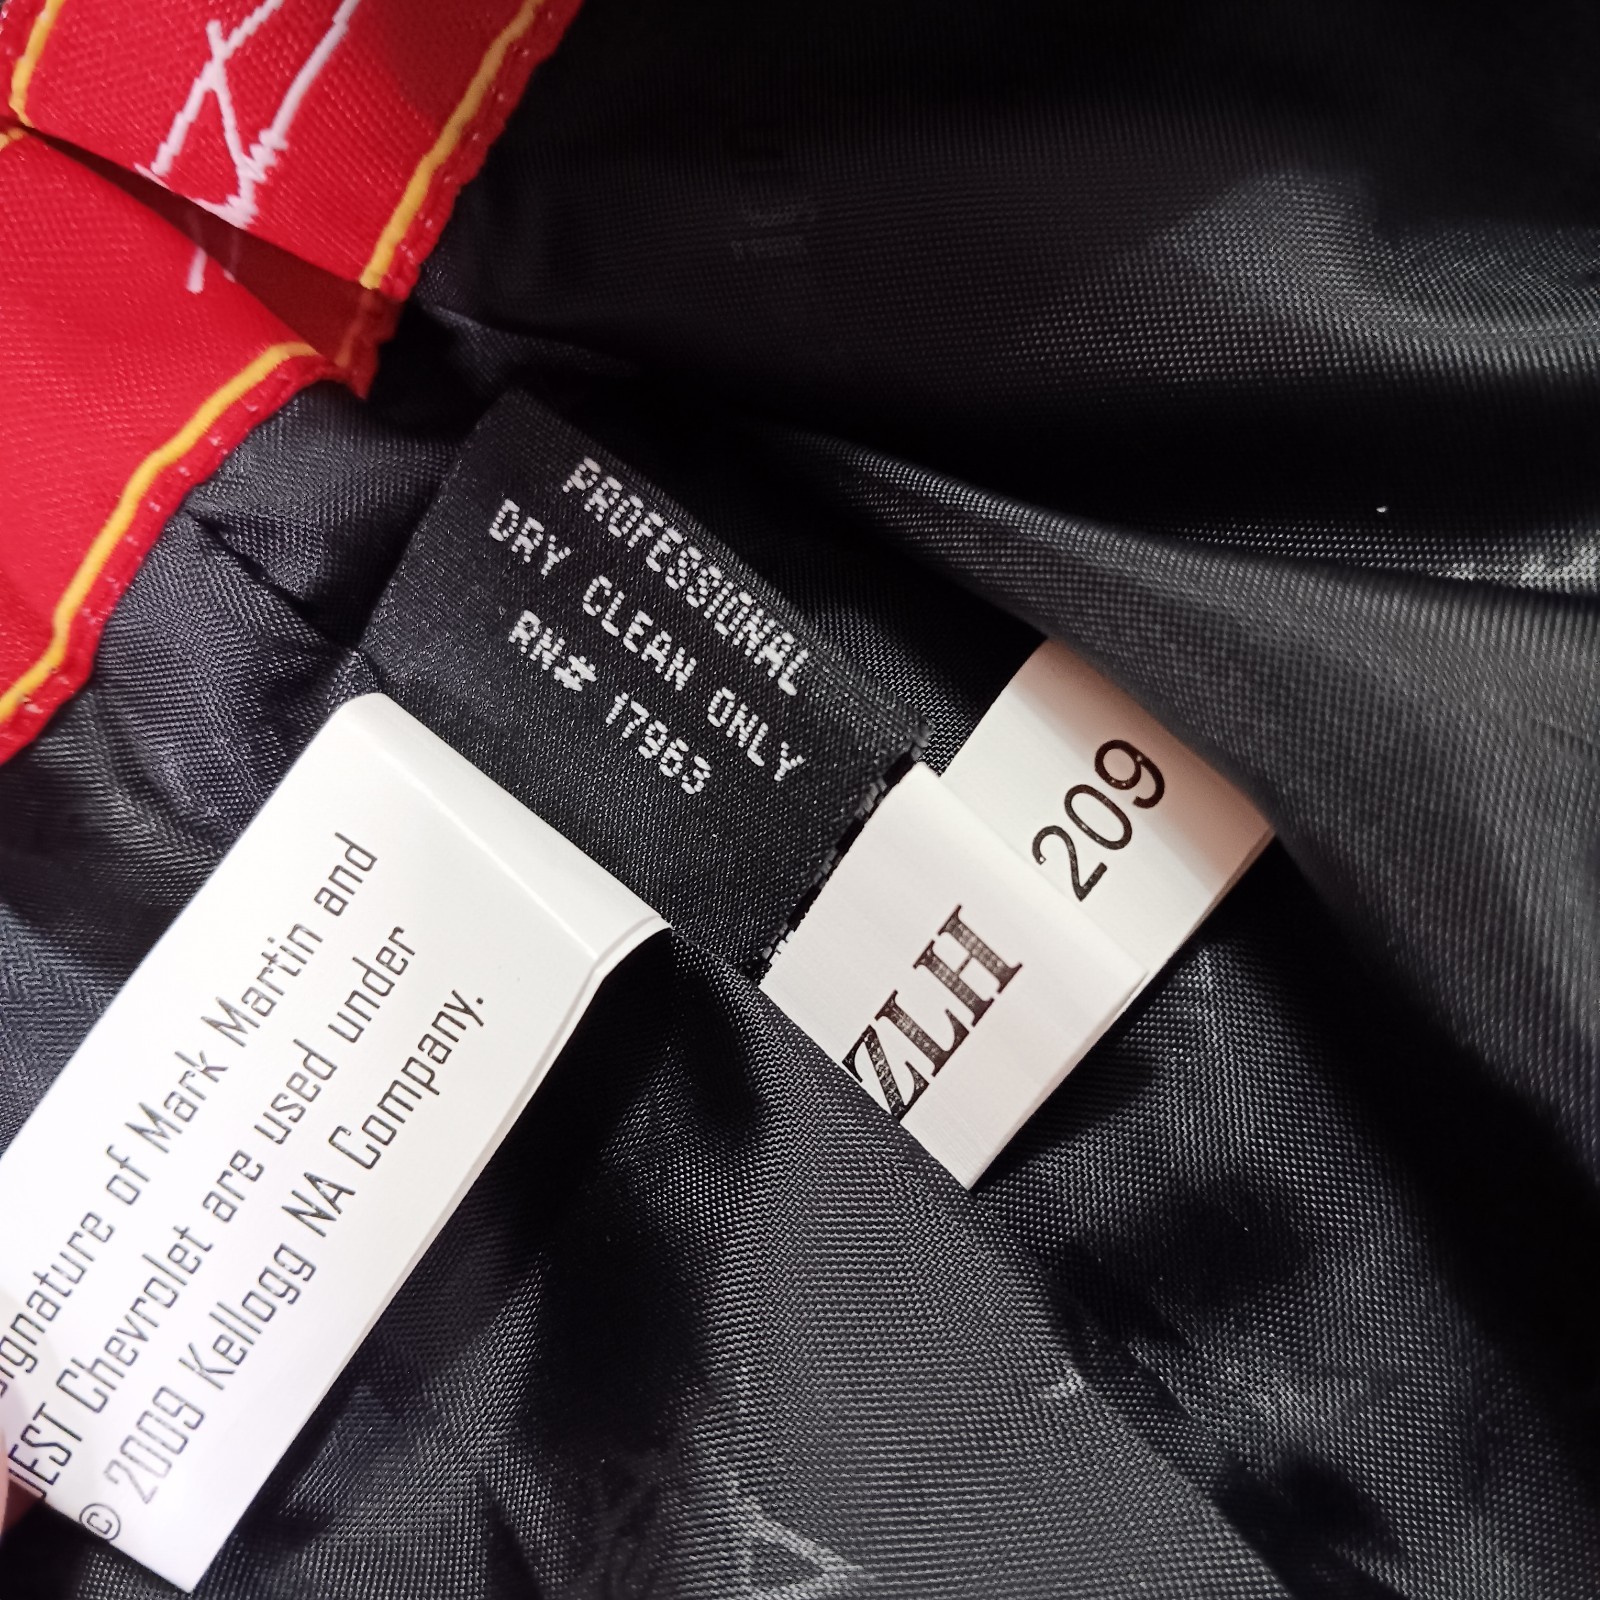 PROFESSIONAL
DRY CLEAN ONLY
RN# 17963
209
ZLH
signature of Mark Martin and
Chevrolet are used under
© 2009 Kellogg NA Company.